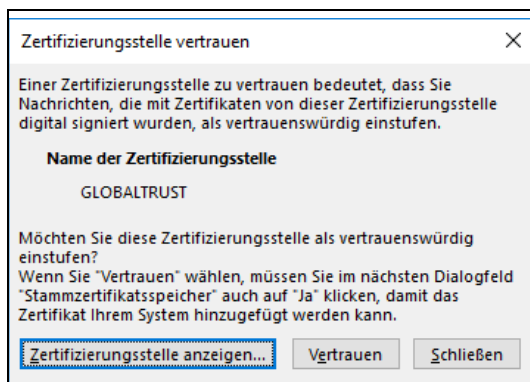 Zertifizierungsstelle vertrauen
Einer Zertifizierungsstelle zu vertrauen bedeutet, dass Sie
Nachrichten, die mit Zertifikaten von dieser Zertifizierungsstelle
digital signiert wurden, als vertrauenswürdig einstufen.
Name der Zertifizierungsstelle
GLOBALTRUST
Möchten Sie diese Zertifizierungsstelle als vertrauenswürdig
einstufen?
Wenn Sie "Vertrauen" wählen, müssen Sie im nächsten Dialogfeld
"Stammzertifikatsspeicher" auch auf "Ja" klicken, damit das
Zertifikat Ihrem System hinzugefügt werden kann.
Zertifizierungsstelle anzeigen... Vertrauen Schließen